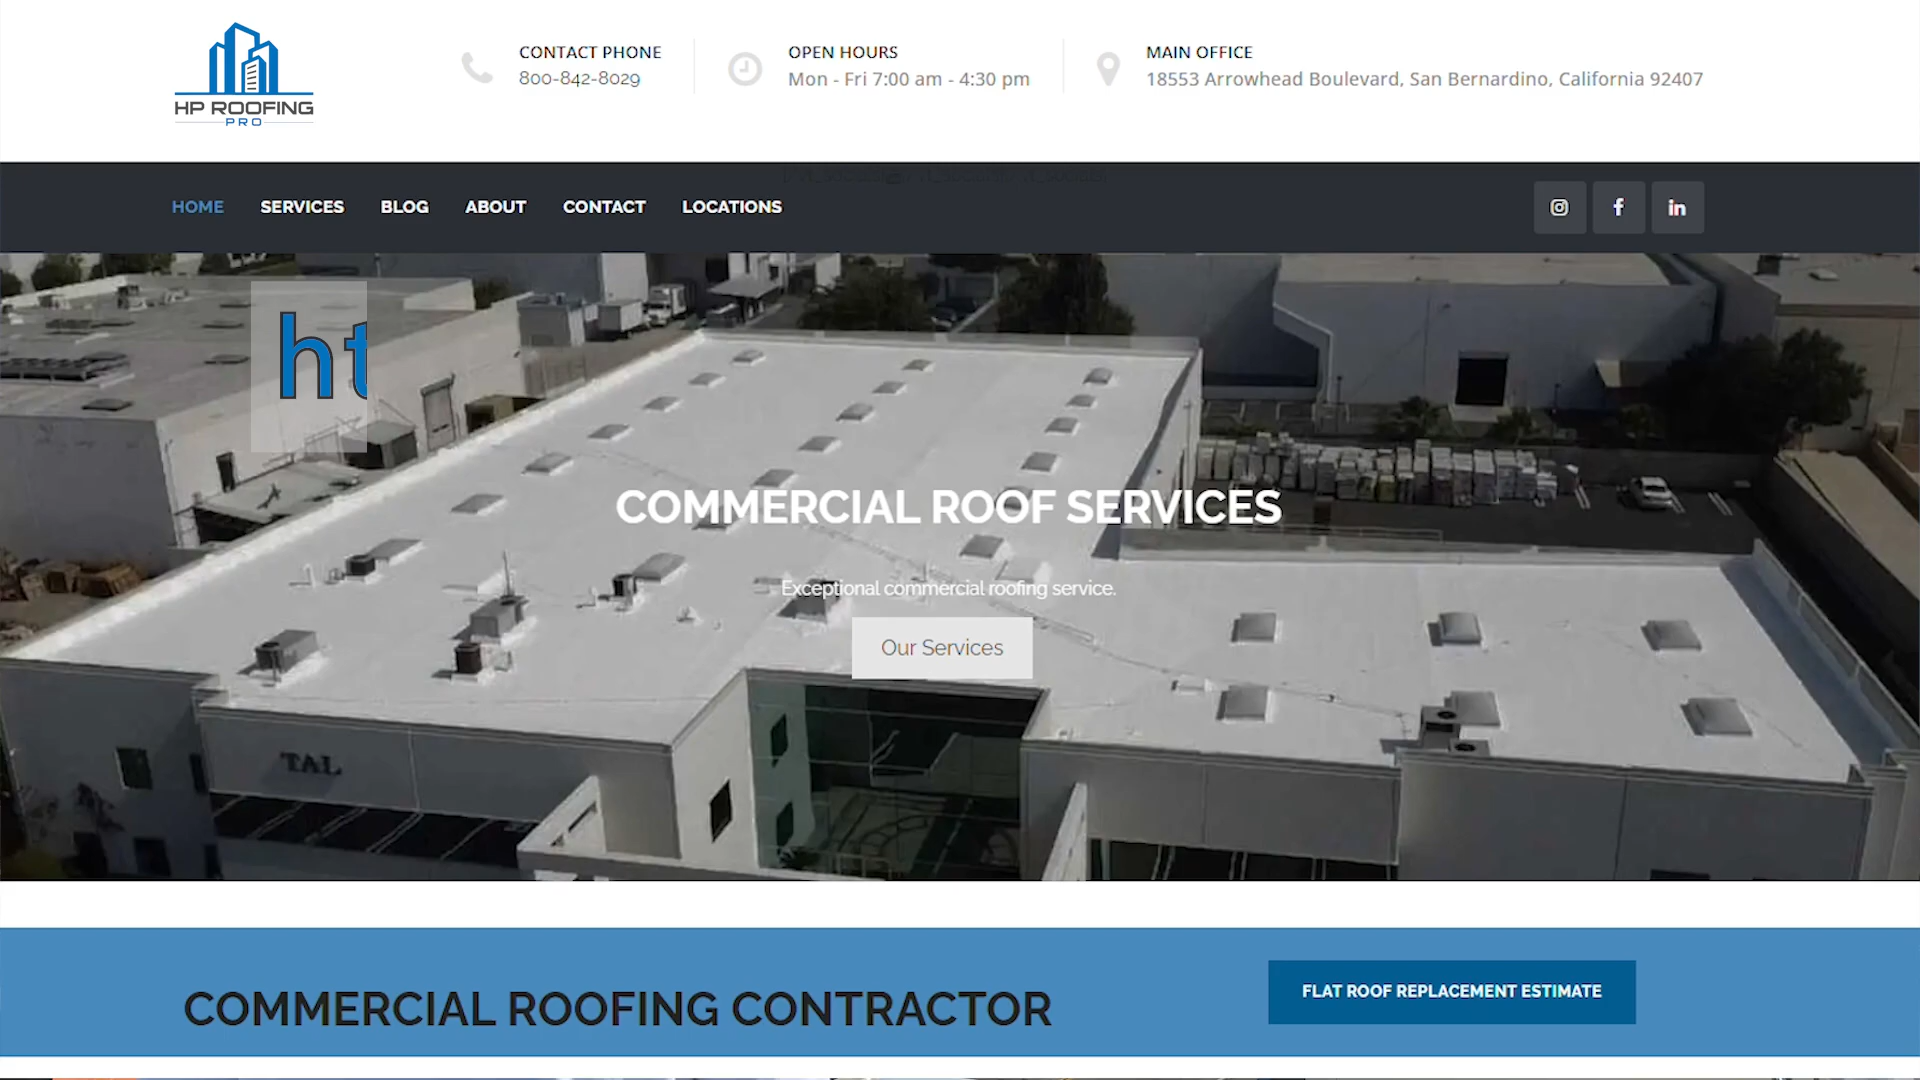 HP ROOFING
PRO
CONTACT PHONE
800-842-8029
OPEN HOURS
Mon - Fri 7:00 am - 4:30 pm
MAIN OFFICE
18553 Arrowhead Boulevard, San Bernardino, California 92407
HOME SERVICES BLOG ABOUT CONTACT LOCATIONS
ht
COMMERCIAL ROOF SERVICES
Exceptional commercial roofing service.
Our Services
TAL
COMMERCIAL ROOFING CONTRACTOR
FLAT ROOF REPLACEMENT ESTIMATE